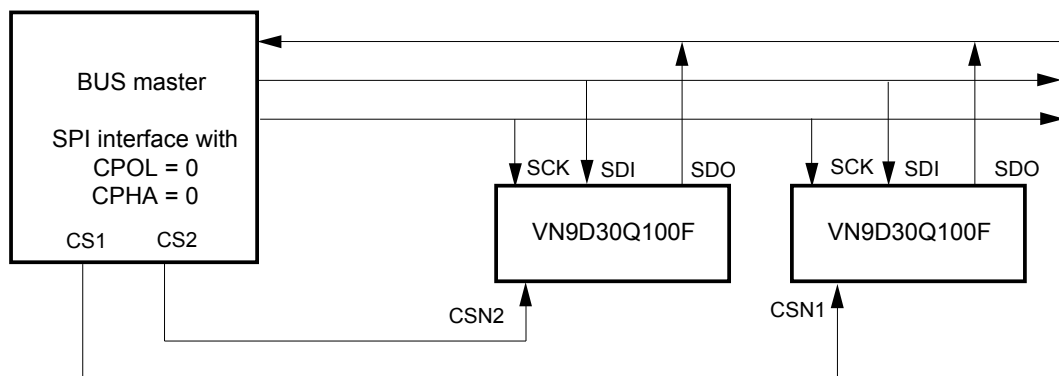 BUS master
SPI interface with
CPOL = 0
CPHA = 0
CS1 CS2
SCK SDI SDO
SCK SDI SDO
VN9D30Q100F
VN9D30Q100F
CSN2
CSN1